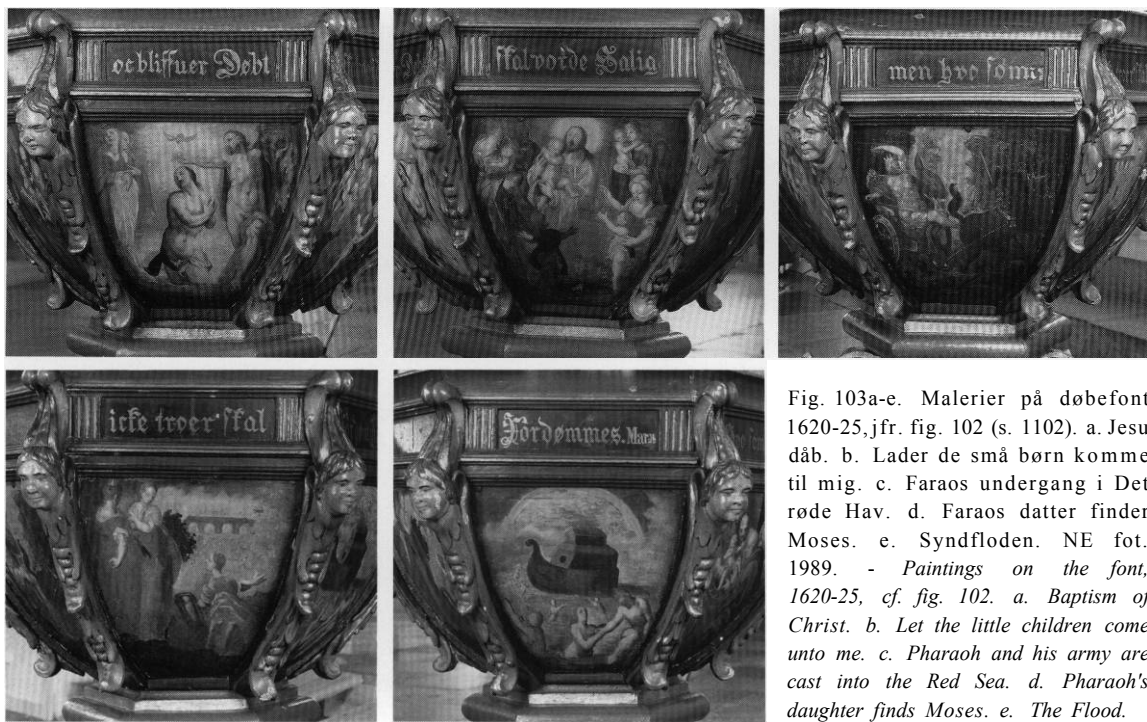 oc bliffuer Døbt.
skal vorde Salig
men hvo
icke troer skal
Fordømmes.
Fig. 103a-e. Malerier på døbefont
1620-25, jfr. fig. 102 (s. 1102). a. Jesu
dåb. b. Lader de små børn komme
til mig. c. Faraos undergang i Det
røde Hav. d. Faraos datter finder
Moses. e. Syndfloden. NE fot.
1989. - Paintings on the font,
1620-25, cf. fig. 102. a. Baptism of
Christ. b. Let the little children come
unto me. c. Pharaoh and his army are
cast into the Red Sea. d. Pharaoh's
daughter finds Moses. e. The Flood.